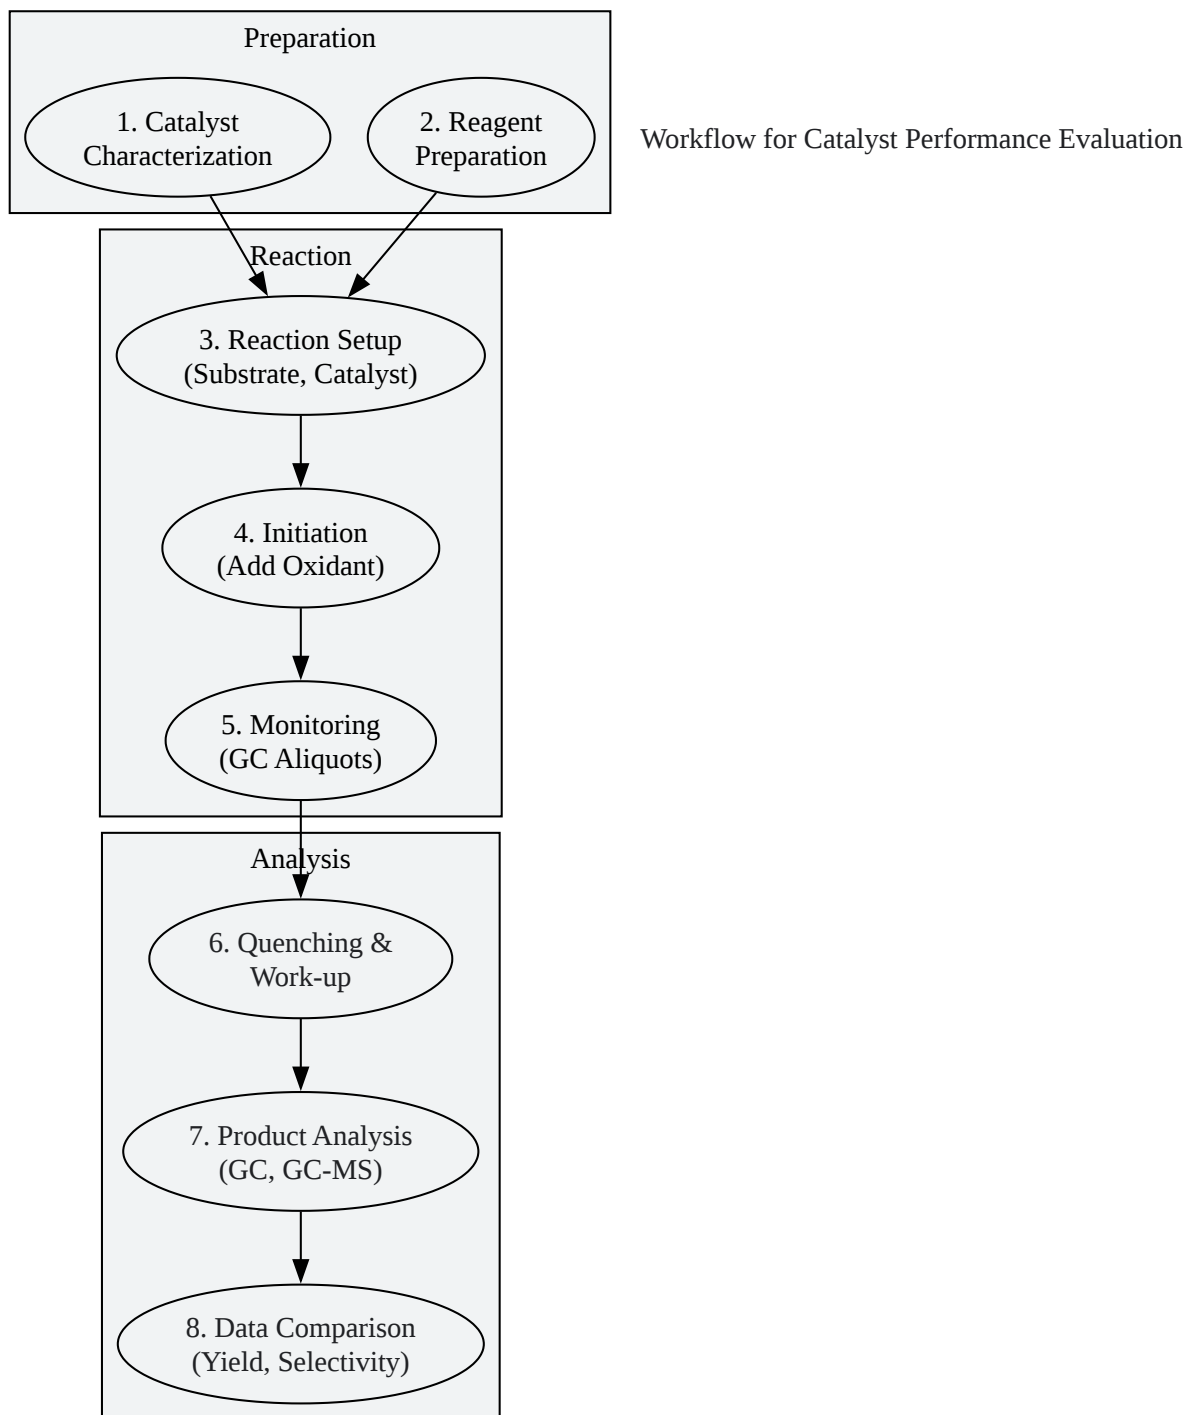 Preparation
1. Catalyst
Characterization
2. Reagent
Preparation
Workflow for Catalyst Performance Evaluation
Reaction
3. Reaction Setup
(Substrate, Catalyst)
4. Initiation
(Add Oxidant)
5. Monitoring
(GC Aliquots)
Analysis
6. Quenching &
Work-up
7. Product Analysis
(GC, GC-MS)
8. Data Comparison
(Yield, Selectivity)